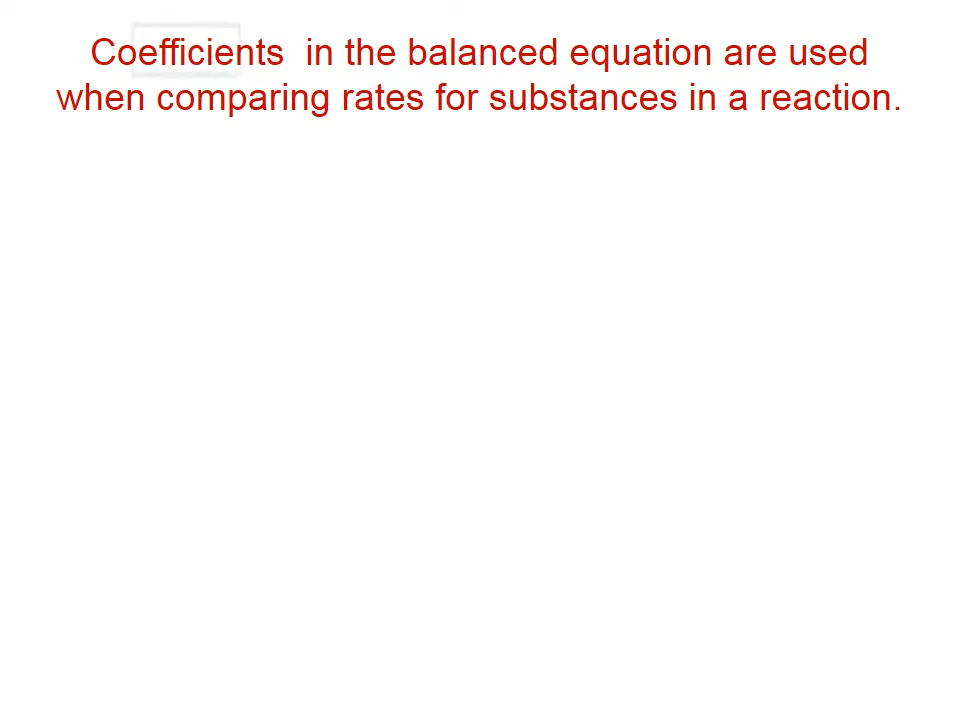 Coefficients  in the balanced equation are used
when comparing rates for substances in a reaction.